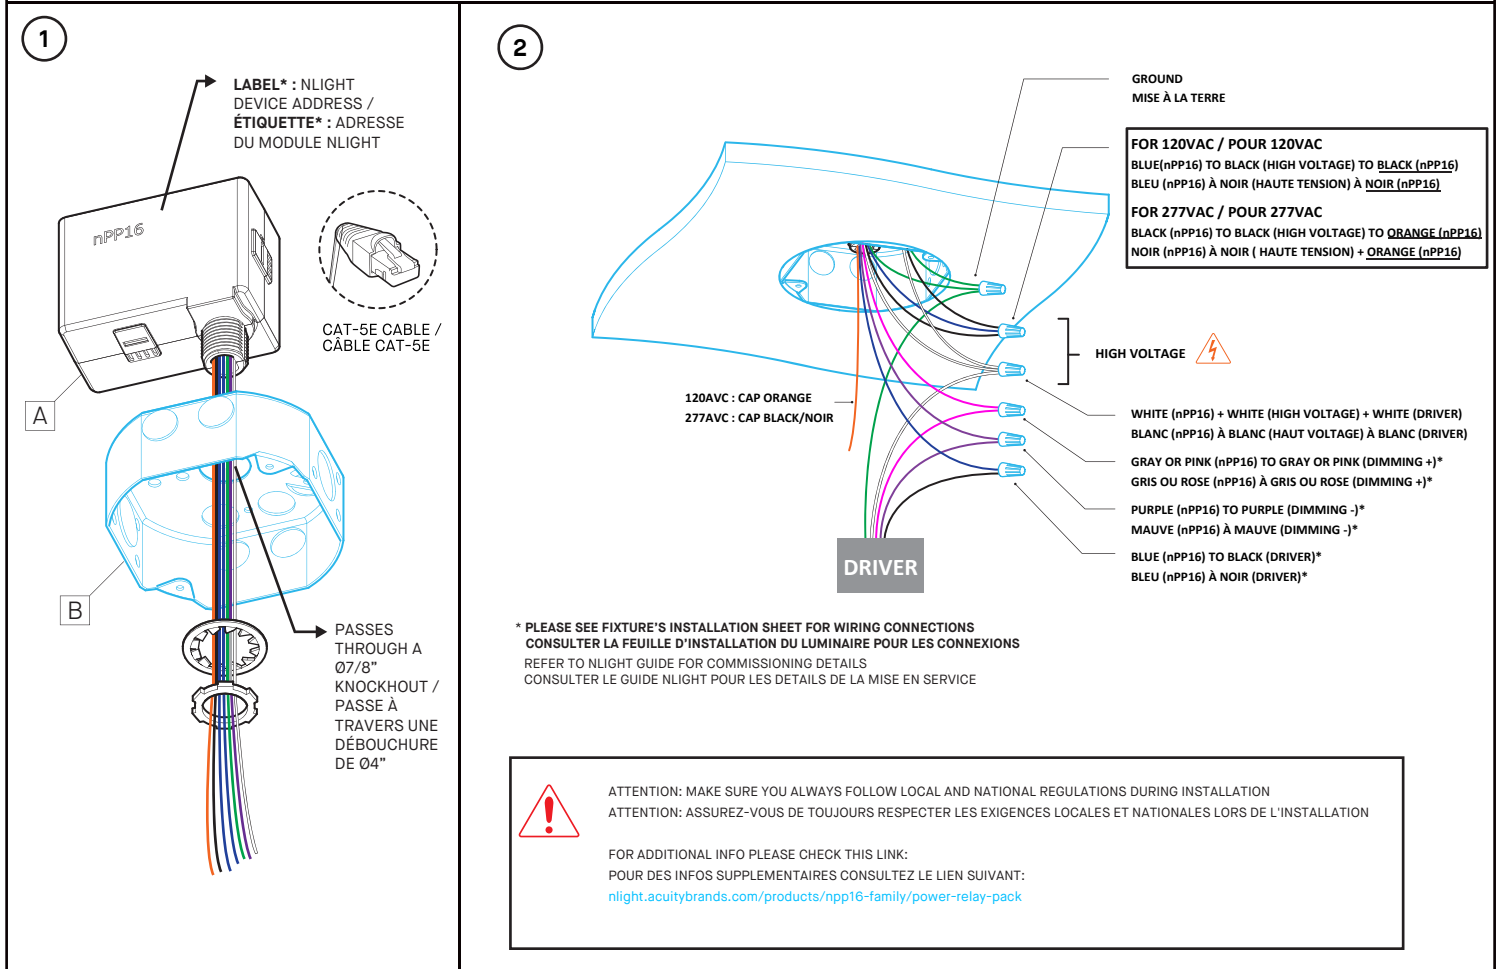 1
LABEL* : NLIGHT
DEVICE ADDRESS /
ÉTIQUETTE* : ADRESSE
DU MODULE NLIGHT
nPP16
CAT-5E CABLE /
CÂBLE CAT-5E
A
B
PASSES
THROUGH A
Ø7/8"
KNOCKHOUT /
PASSE À
TRAVERS UNE
DÉBOUCHURE
DE Ø4"
2
GROUND
MISE À LA TERRE
FOR 120VAC / POUR 120VAC
BLUE(nPP16) TO BLACK (HIGH VOLTAGE) TO BLACK (nPP16)
BLEU (nPP16) À NOIR (HAUTE TENSION) À NOIR (nPP16)
FOR 277VAC / POUR 277VAC
BLACK (nPP16) TO BLACK (HIGH VOLTAGE) TO ORANGE (nPP16)
NOIR (nPP16) À NOIR ( HAUTE TENSION) + ORANGE (nPP16)
HIGH VOLTAGE
120AVC : CAP ORANGE
277AVC : CAP BLACK/NOIR
WHITE (nPP16) + WHITE (HIGH VOLTAGE) + WHITE (DRIVER)
BLANC (nPP16) À BLANC (HAUT VOLTAGE) À BLANC (DRIVER)
GRAY OR PINK (nPP16) TO GRAY OR PINK (DIMMING +)*
GRIS OU ROSE (nPP16) À GRIS OU ROSE (DIMMING +)*
PURPLE (nPP16) TO PURPLE (DIMMING -)*
MAUVE (nPP16) À MAUVE (DIMMING -)*
BLUE (nPP16) TO BLACK (DRIVER)*
BLEU (nPP16) À NOIR (DRIVER)*
DRIVER
* PLEASE SEE FIXTURE'S INSTALLATION SHEET FOR WIRING CONNECTIONS
CONSULTER LA FEUILLE D'INSTALLATION DU LUMINAIRE POUR LES CONNEXIONS
REFER TO NLIGHT GUIDE FOR COMMISSIONING DETAILS
CONSULTER LE GUIDE NLIGHT POUR LES DETAILS DE LA MISE EN SERVICE
ATTENTION: MAKE SURE YOU ALWAYS FOLLOW LOCAL AND NATIONAL REGULATIONS DURING INSTALLATION
ATTENTION: ASSUREZ-VOUS DE TOUJOURS RESPECTER LES EXIGENCES LOCALES ET NATIONALES LORS DE L'INSTALLATION
FOR ADDITIONAL INFO PLEASE CHECK THIS LINK:
POUR DES INFOS SUPPLEMENTAIRES CONSULTEZ LE LIEN SUIVANT:
nlight.acuitybrands.com/products/npp16-family/power-relay-pack